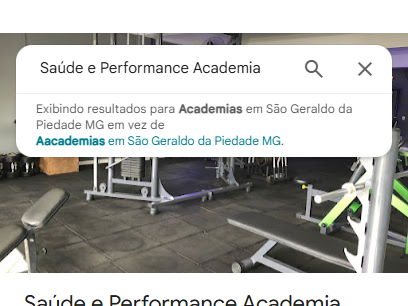 Saúde e Performance Academia
Exibindo resultados para Academias em São Geraldo da
Piedade MG em vez de
Aacademias em São Geraldo da Piedade MG.
Saúde e Performance Academia